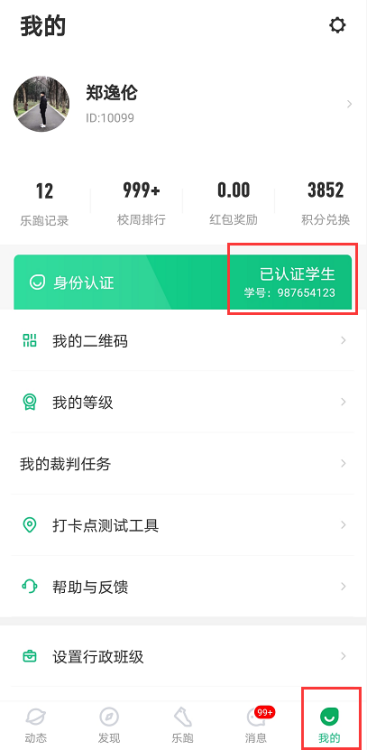 我的
郑逸伦
ID:10099
12
999+
0.00
3852
乐跑记录
校周排行
红包奖励
积分兑换
身份认证
已认证学生
学号：987654123
我的二维码
我的等级
我的裁判任务
打卡点测试工具
帮助与反馈
设置行政班级
99+
动态
发现
乐跑
消息
我的